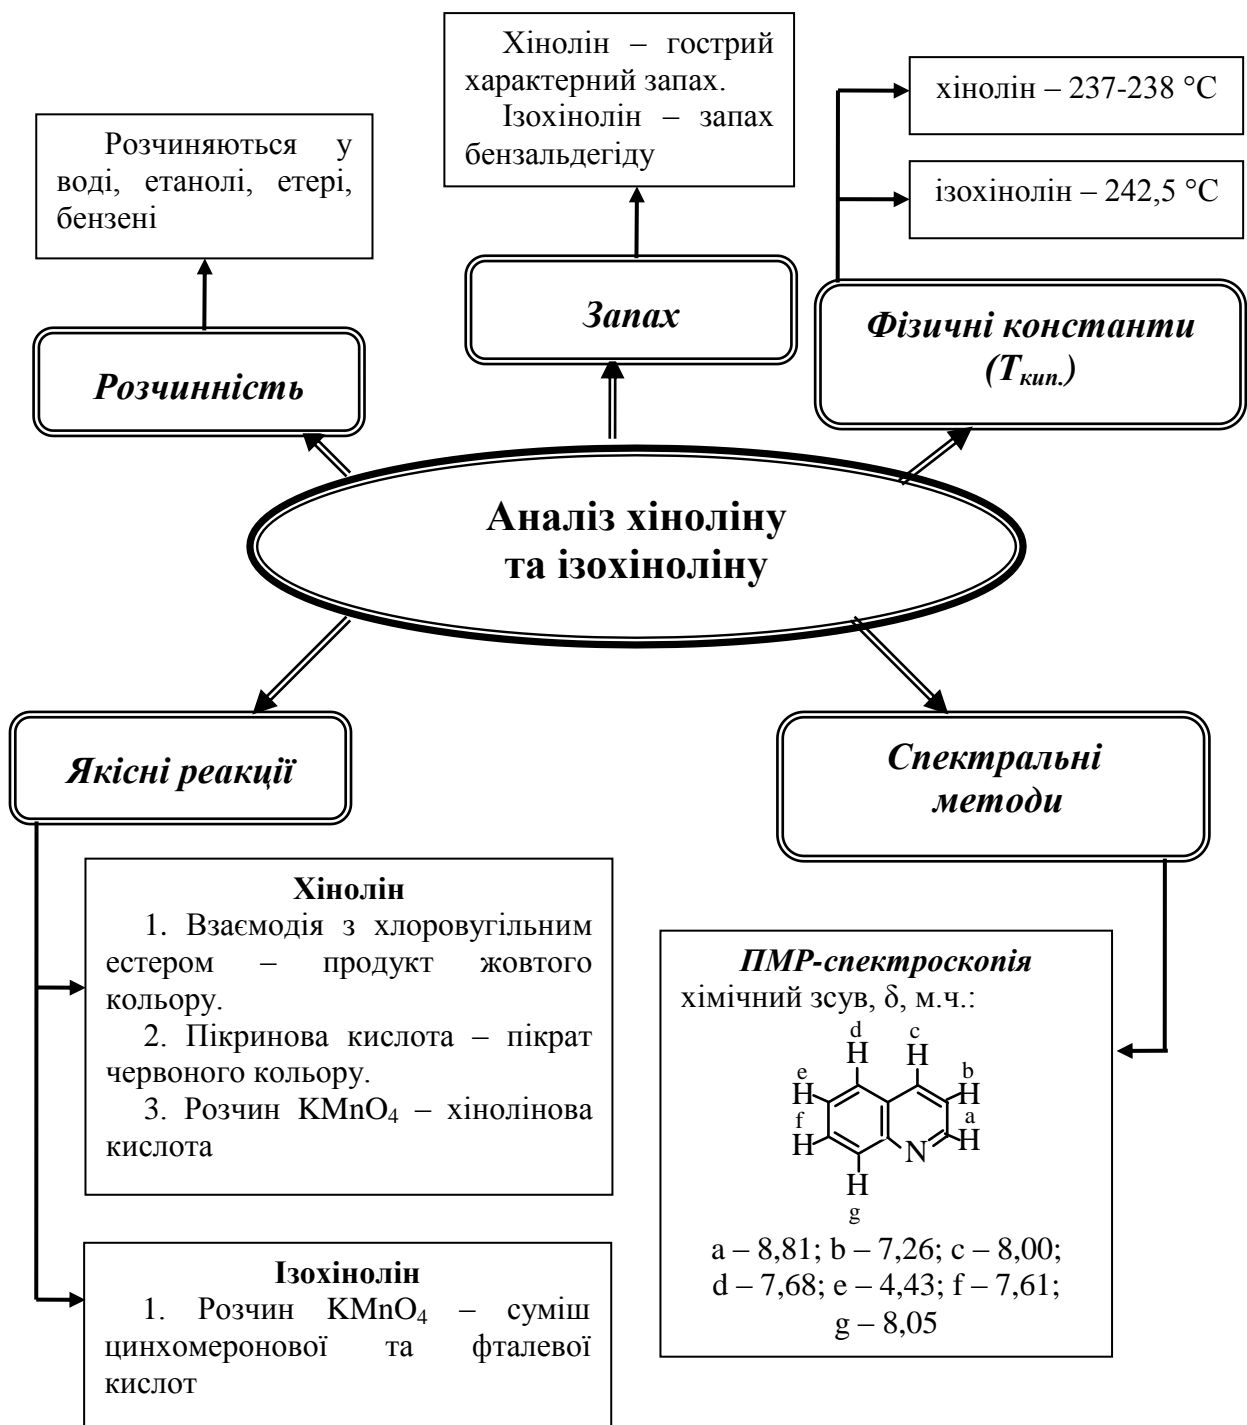 Хінолін – гострий
характерний запах.
Ізохінолін – запах
бензальдегіду
хінолін – 237-238 °С
ізохінолін – 242,5 °С
Розчиняються у
воді, етанолі, етері,
бензені
Запах
Фізичні константи
(Ткип.)
Розчинність
Аналіз хіноліну
та ізохіноліну
Якісні реакції
Спектральні
методи
Хінолін
1. Взаємодія з хлоровугільним
естером – продукт жовтого
кольору.
2. Пікринова кислота – пікрат
червоного кольору.
3. Розчин KMnO₄ – хінолінова
кислота
Ізохінолін
1. Розчин KMnO₄ – суміш
цинхомеронової та фталевої
кислот
ПМР-спектроскопія
хімічний зсув, δ, м.ч.:
d c
H H
e b
H H
f a
H N H
H
g
a – 8,81; b – 7,26; c – 8,00;
d – 7,68; e – 4,43; f – 7,61;
g – 8,05